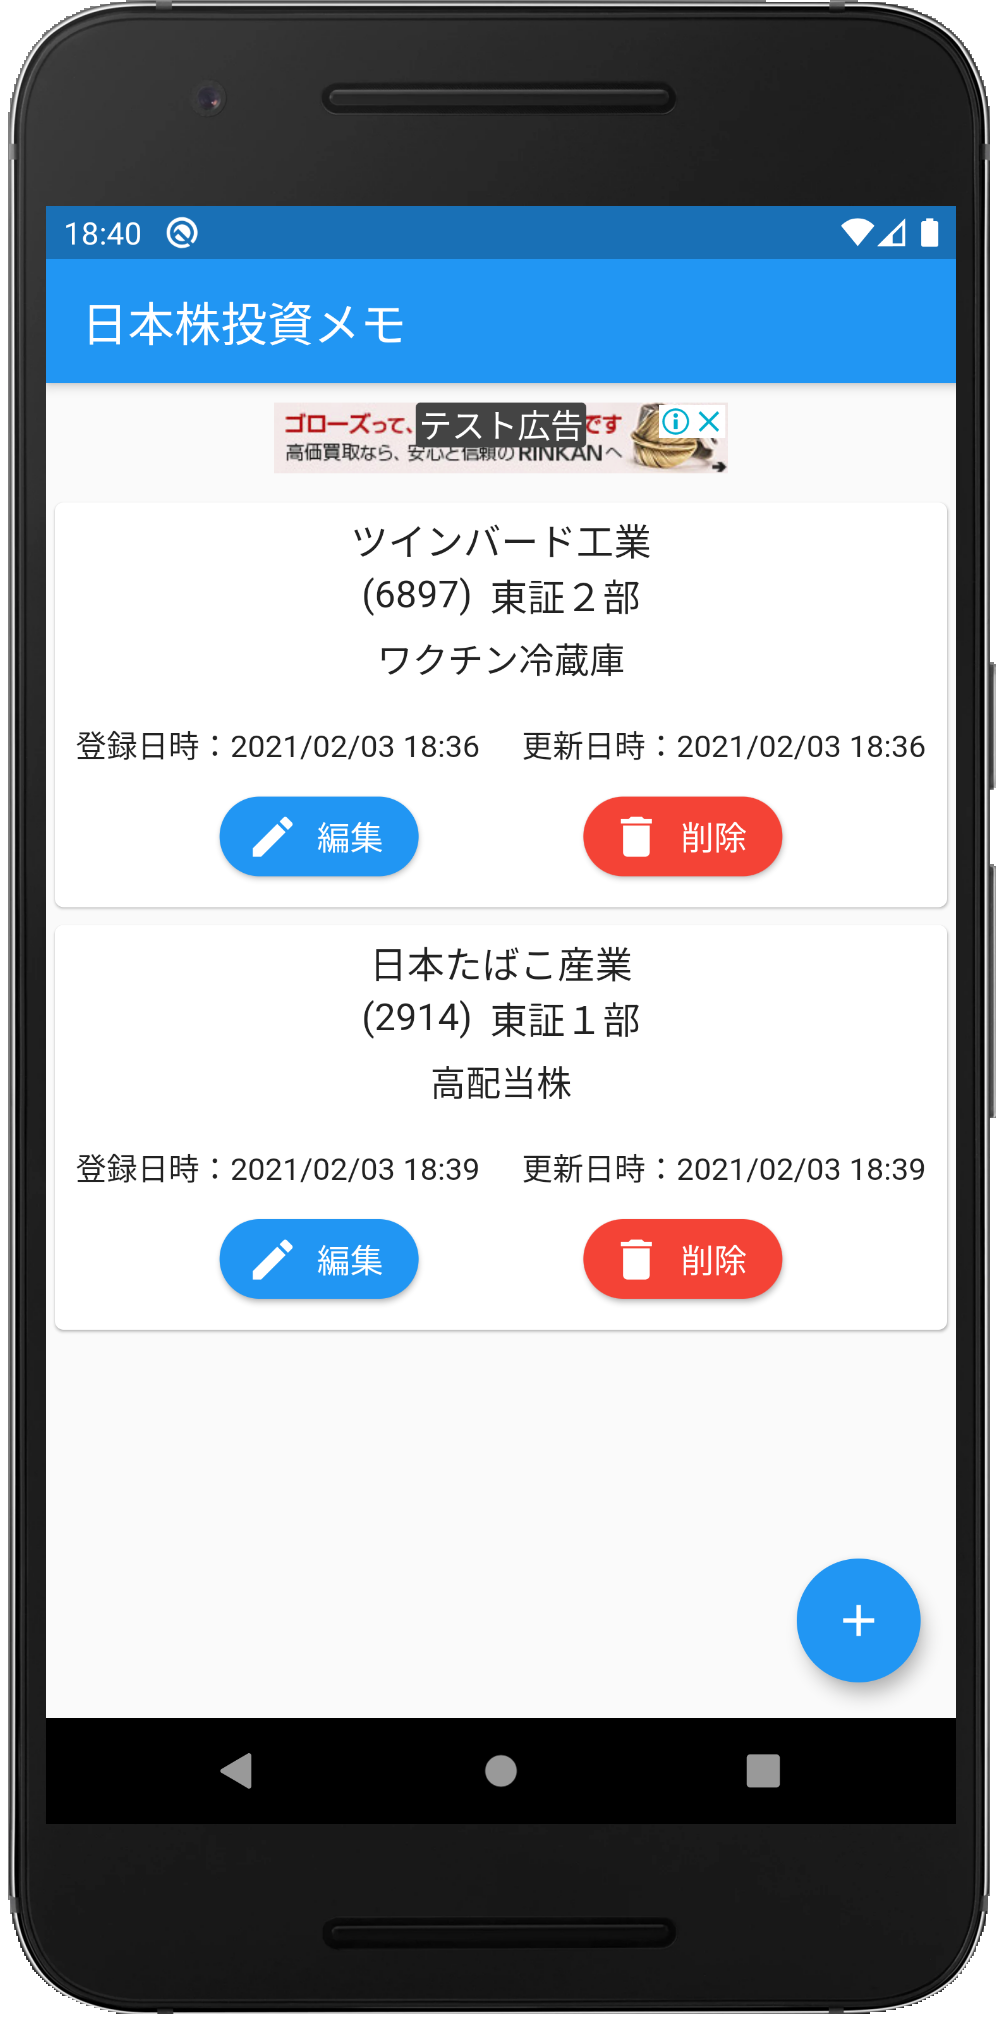 18:40
日本株投資メモ
ゴローズって、テスト広告です
高価買取なら、安心と信頼のRINKANへ
ツインバード工業
(6897) 東証２部
ワクチン冷蔵庫
登録日時：2021/02/03 18:36 更新日時：2021/02/03 18:36
編集 削除
日本たばこ産業
(2914) 東証１部
高配当株
登録日時：2021/02/03 18:39 更新日時：2021/02/03 18:39
編集 削除